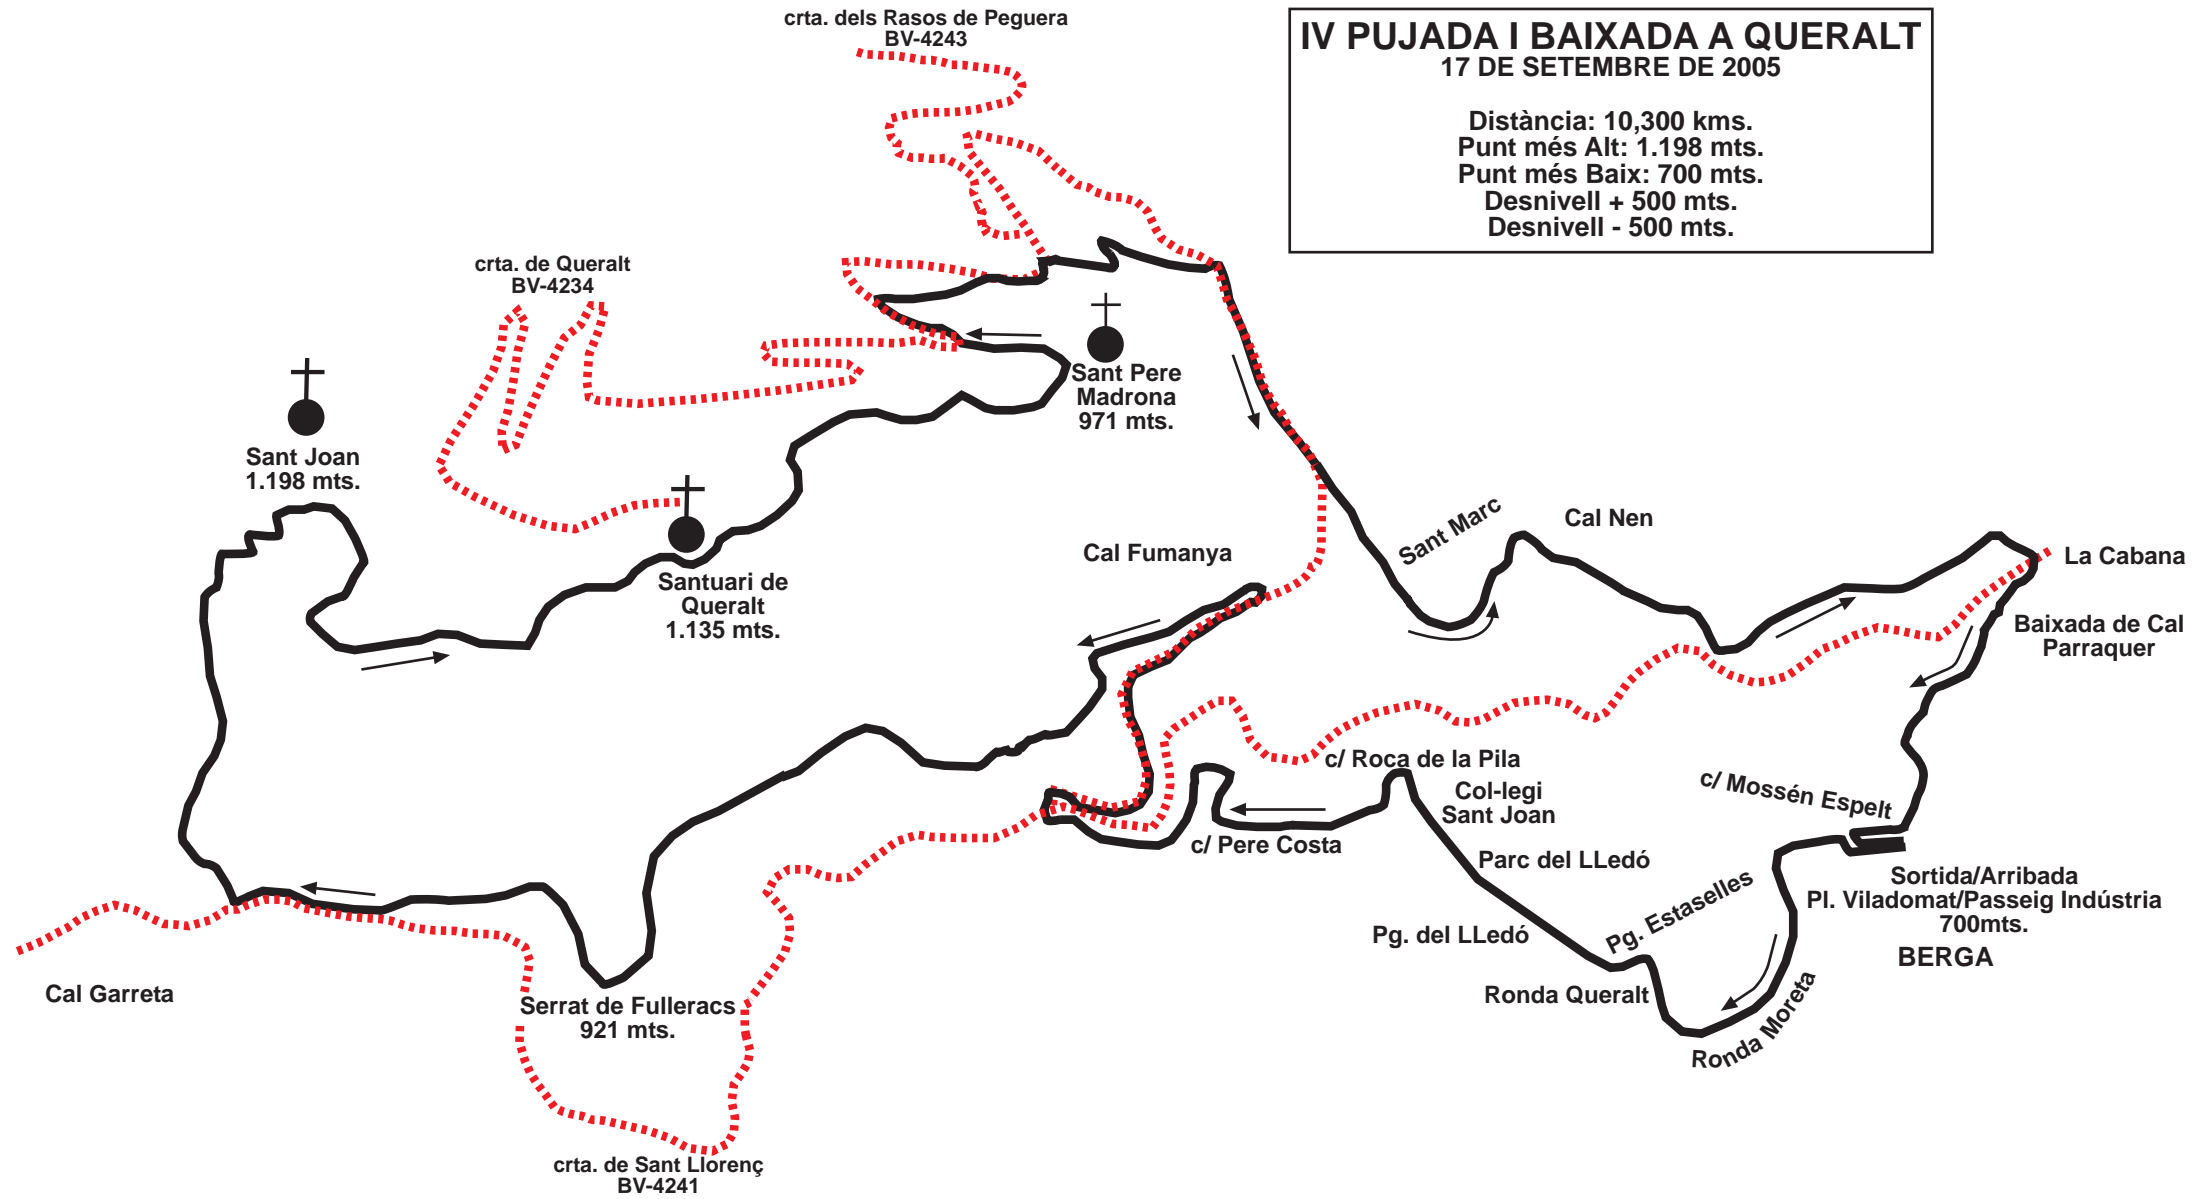 crta. dels Rasos de Peguera
BV-4243
IV PUJADA I BAIXADA A QUERALT
17 DE SETEMBRE DE 2005
Distància: 10,300 kms.
Punt més Alt: 1.198 mts.
Punt més Baix: 700 mts.
Desnivell + 500 mts.
Desnivell - 500 mts.
crta. de Queralt
BV-4234
Sant Pere
Madrona
971 mts.
Sant Joan
1.198 mts.
Santuari de
Queralt
1.135 mts.
Cal Fumanya
Sant Marc
Cal Nen
La Cabana
Baixada de Cal
Parraquer
c/ Roca de la Pila
Col-legi
Sant Joan
c/ Mossén Espelt
c/ Pere Costa
Parc del LLedó
Sortida/Arribada
Pl. Viladomat/Passeig Indústria
700mts.
BERGA
Pg. Estaselles
Pg. del LLedó
Ronda Queralt
Ronda Moreta
Cal Garreta
Serrat de Fulleracs
921 mts.
crta. de Sant Llorenç
BV-4241